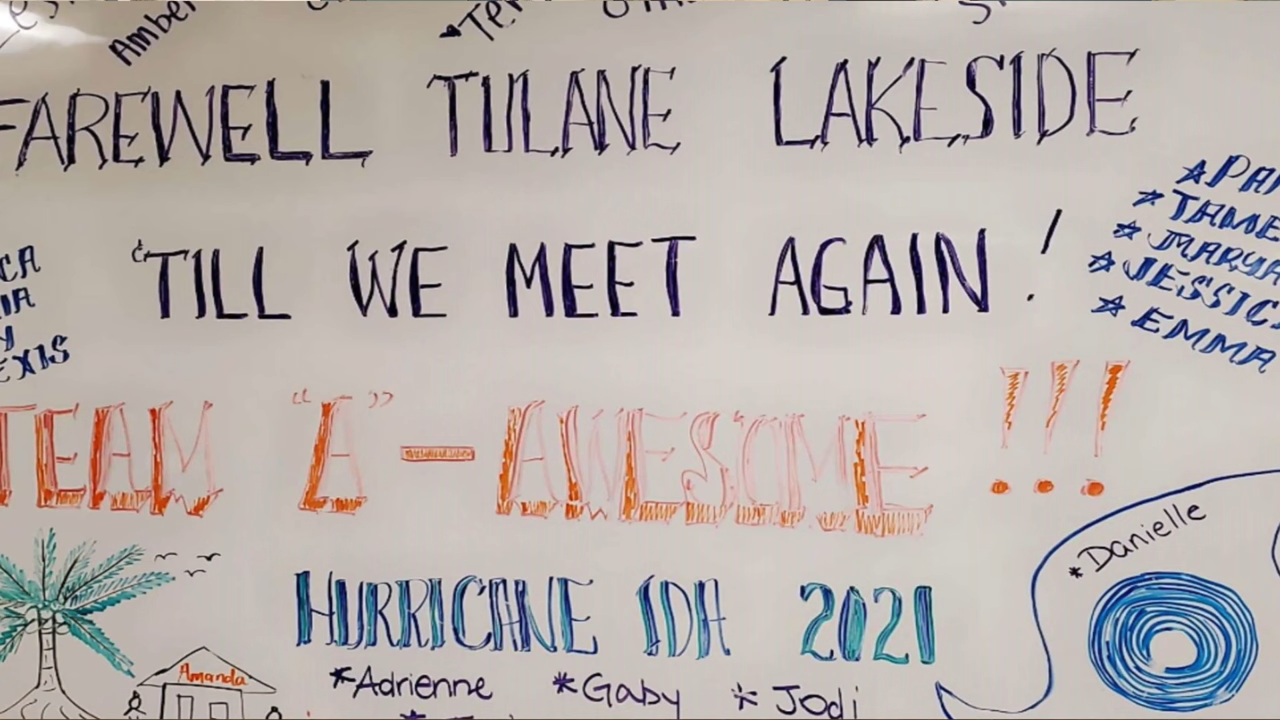 Amber
FAREWELL TULANE LAKESIDE
'TILL WE MEET AGAIN!
TEAM "A"-AWESOME!!!
HURRICANE IDA 2021
*Adrienne *Gaby *Jodi
Amanda
*Danielle
*JESSIC
*EMMA